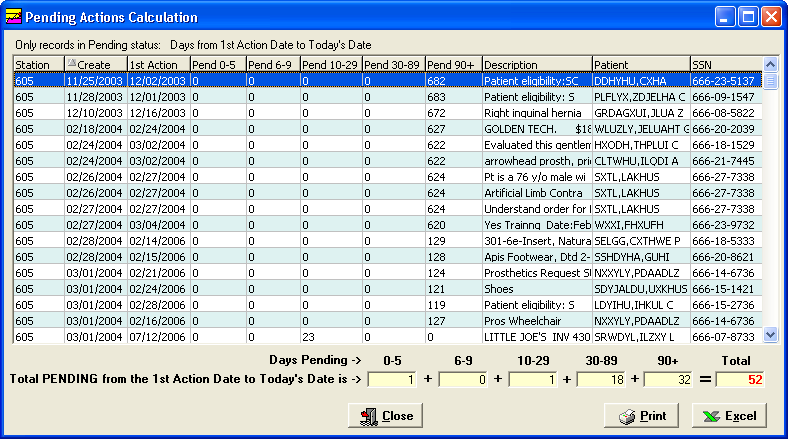 Pending Actions Calculation
Only records in Pending status: Days from 1st Action Date to Today's Date
Station Create 1st Action Pend 0-5 Pend 6-9 Pend 10-29 Pend 30-89 Pend 90+ Description Patient SSN
605 11/25/2003 12/02/2003 0 0 0 0 682 Patient eligibility:SC DDHYHU,CXHA 666-23-5137
605 11/28/2003 12/01/2003 0 0 0 0 683 Patient eligibility: S PLFLYX,ZDJELHA C 666-09-1547
605 12/10/2003 12/16/2003 0 0 0 0 672 Right inguinal hernia GRDAGXUI,JLUA Z 666-08-5822
605 02/18/2004 02/24/2004 0 0 0 0 627 GOLDEN TECH. $18 WLUZLY,JELUAHT G 666-20-2039
605 02/24/2004 03/02/2004 0 0 0 0 622 Evaluated this gentlem HXODH,THPLUI C 666-18-1529
605 02/24/2004 03/02/2004 0 0 0 0 622 arrowhead prosth, pric CLTWHU,ILQDI A 666-21-7445
605 02/26/2004 02/27/2004 0 0 0 0 624 Pt is a 76 y/o male wi SXTL,LAKHUS 666-27-7338
605 02/26/2004 02/27/2004 0 0 0 0 624 Artificial Limb Contra SXTL,LAKHUS 666-27-7338
605 02/27/2004 02/27/2004 0 0 0 0 624 Understand order for SXTL,LAKHUS 666-27-7338
605 02/27/2004 03/04/2004 0 0 0 0 620 Yes Trainng Date:Feb WXXI,FHXUFH 666-23-9732
605 02/28/2004 02/14/2006 0 0 0 0 129 301-6e-Insert, Natura SELGG,CXTHWE P 666-18-5333
605 02/28/2004 02/15/2006 0 0 0 0 128 Apis Footwear, Dtd 2- SSHDYHA,GUHI 666-20-8621
605 03/01/2004 02/21/2006 0 0 0 0 124 Prosthetics Request S NXXYLY,PDAADLZ 666-14-6736
605 03/01/2004 02/24/2006 0 0 0 0 121 Shoes SDYJALDU,UXKHUS 666-15-1421
605 03/01/2004 02/28/2006 0 0 0 0 119 Patient eligibility: S LDYIHU,IHKUL C 666-15-2736
605 03/01/2004 02/16/2006 0 0 0 0 127 Pros Wheelchair NXXYLY,PDAADLZ 666-14-6736
605 03/01/2004 07/12/2006 0 0 23 0 0 LITTLE JOE'S INV 430 SRWDYL,ILZXY L 666-07-8733
Days Pending -> 0-5 6-9 10-29 30-89 90+ Total
Total PENDING from the 1st Action Date to Today's Date is -> 1 + 0 + 1 + 18 + 32 = 52
Close Print Excel